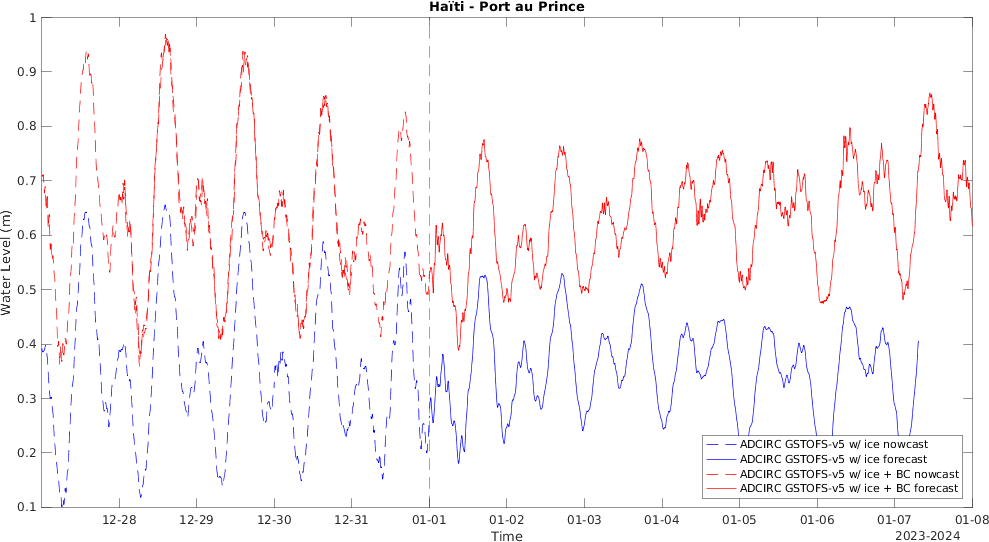 Haïti - Port au Prince
Water Level (m)
1
0.9
0.8
0.7
0.6
0.5
0.4
0.3
0.2
0.1
ADCIRC GSTOFS-v5 w/ ice nowcast
ADCIRC GSTOFS-v5 w/ ice forecast
ADCIRC GSTOFS-v5 w/ ice + BC nowcast
ADCIRC GSTOFS-v5 w/ ice + BC forecast
12-28 12-29 12-30 12-31 01-01 01-02 01-03 01-04 01-05 01-06 01-07 01-08
Time
2023-2024